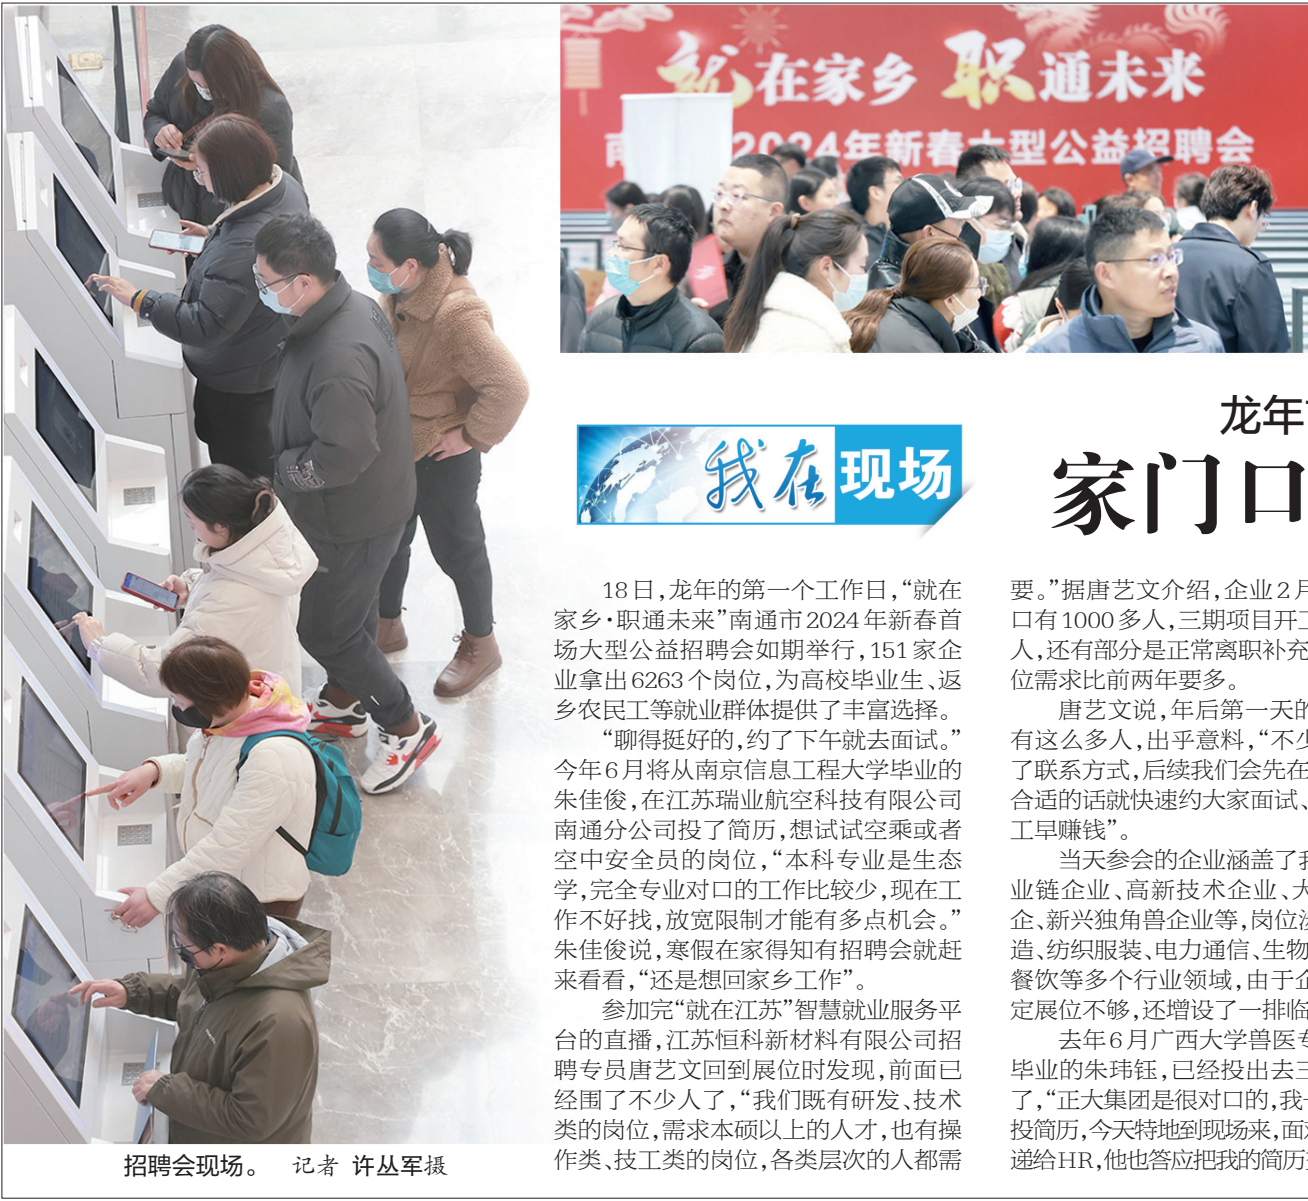 就在家乡 职通未来
南 2024年新春大型公益招聘会
龙年
家门口
我在现场
18日，龙年的第一个工作日，“就在
家乡·职通未来”南通市2024年新春首
场大型公益招聘会如期举行，151家企
业拿出6263个岗位，为高校毕业生、返
乡农民工等就业群体提供了丰富选择。
“聊得挺好的，约了下午就去面试。”
今年6月将从南京信息工程大学毕业的
朱佳俊，在江苏瑞业航空科技有限公司
南通分公司投了简历，想试试空乘或者
空中安全员的岗位，“本科专业是生态
学，完全专业对口的工作比较少，现在工
作不好找，放宽限制才能有多点机会。”
朱佳俊说，寒假在家得知有招聘会就赶
来看看，“还是想回家乡工作”。
参加完“就在江苏”智慧就业服务平
台的直播，江苏恒科新材料有限公司招
聘专员唐艺文回到展位时发现，前面已
经围了不少人了，“我们既有研发、技术
类的岗位，需求本硕以上的人才，也有操
作类、技工类的岗位，各类层次的人都需
要。”据唐艺文介绍，企业2月
口有1000多人，三期项目开工
人，还有部分是正常离职补充
位需求比前两年要多。
唐艺文说，年后第一天的
有这么多人，出乎意料，“不少
了联系方式，后续我们会先在
合适的话就快速约大家面试、
工早赚钱”。
当天参会的企业涵盖了我
业链企业、高新技术企业、大
企、新兴独角兽企业等，岗位涉
造、纺织服装、电力通信、生物
餐饮等多个行业领域，由于企
定展位不够，还增设了一排临
去年6月广西大学兽医专
毕业的朱玮钰，已经投出去三
了，“正大集团是很对口的，我
投简历，今天特地到现场来，面对
递给HR，他也答应把我的简历
招聘会现场。 记者 许丛军摄